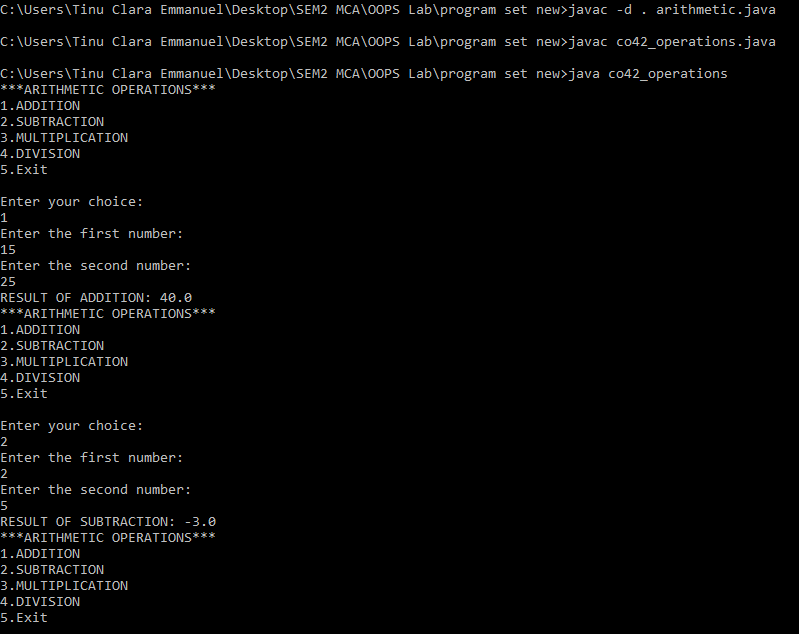 C:\Users\Tinu Clara Emmanuel\Desktop\SEM2 MCA\OOPS Lab\program set new>javac -d . arithmetic.java
C:\Users\Tinu Clara Emmanuel\Desktop\SEM2 MCA\OOPS Lab\program set new>javac co42_operations.java
C:\Users\Tinu Clara Emmanuel\Desktop\SEM2 MCA\OOPS Lab\program set new>java co42_operations
***ARITHMETIC OPERATIONS***
1.ADDITION
2.SUBTRACTION
3.MULTIPLICATION
4.DIVISION
5.Exit
Enter your choice:
1
Enter the first number:
15
Enter the second number:
25
RESULT OF ADDITION: 40.0
***ARITHMETIC OPERATIONS***
1.ADDITION
2.SUBTRACTION
3.MULTIPLICATION
4.DIVISION
5.Exit
Enter your choice:
2
Enter the first number:
2
Enter the second number:
5
RESULT OF SUBTRACTION: -3.0
***ARITHMETIC OPERATIONS***
1.ADDITION
2.SUBTRACTION
3.MULTIPLICATION
4.DIVISION
5.Exit